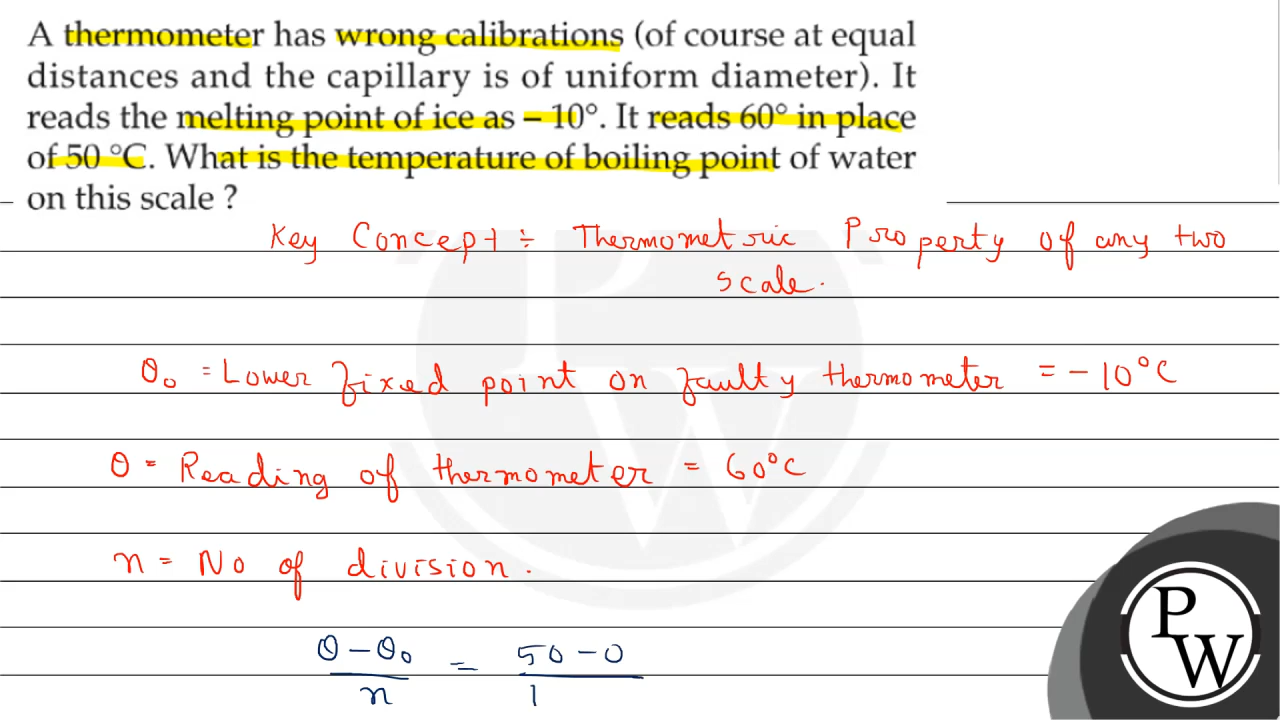 A thermometer has wrong calibrations (of course at equal
distances and the capillary is of uniform diameter). It
reads the melting point of ice as – 10°. It reads 60° in place
of 50 °C. What is the temperature of boiling point of water
on this scale ?
Key Concept ÷ Thermometric Property of any two
scale.
θ₀ = Lower fixed point on faulty thermometer = - 10°C
θ = Reading of thermometer = 60°C
n = No of division.
θ - θ₀ / n = 50 - 0 / 1
P
W